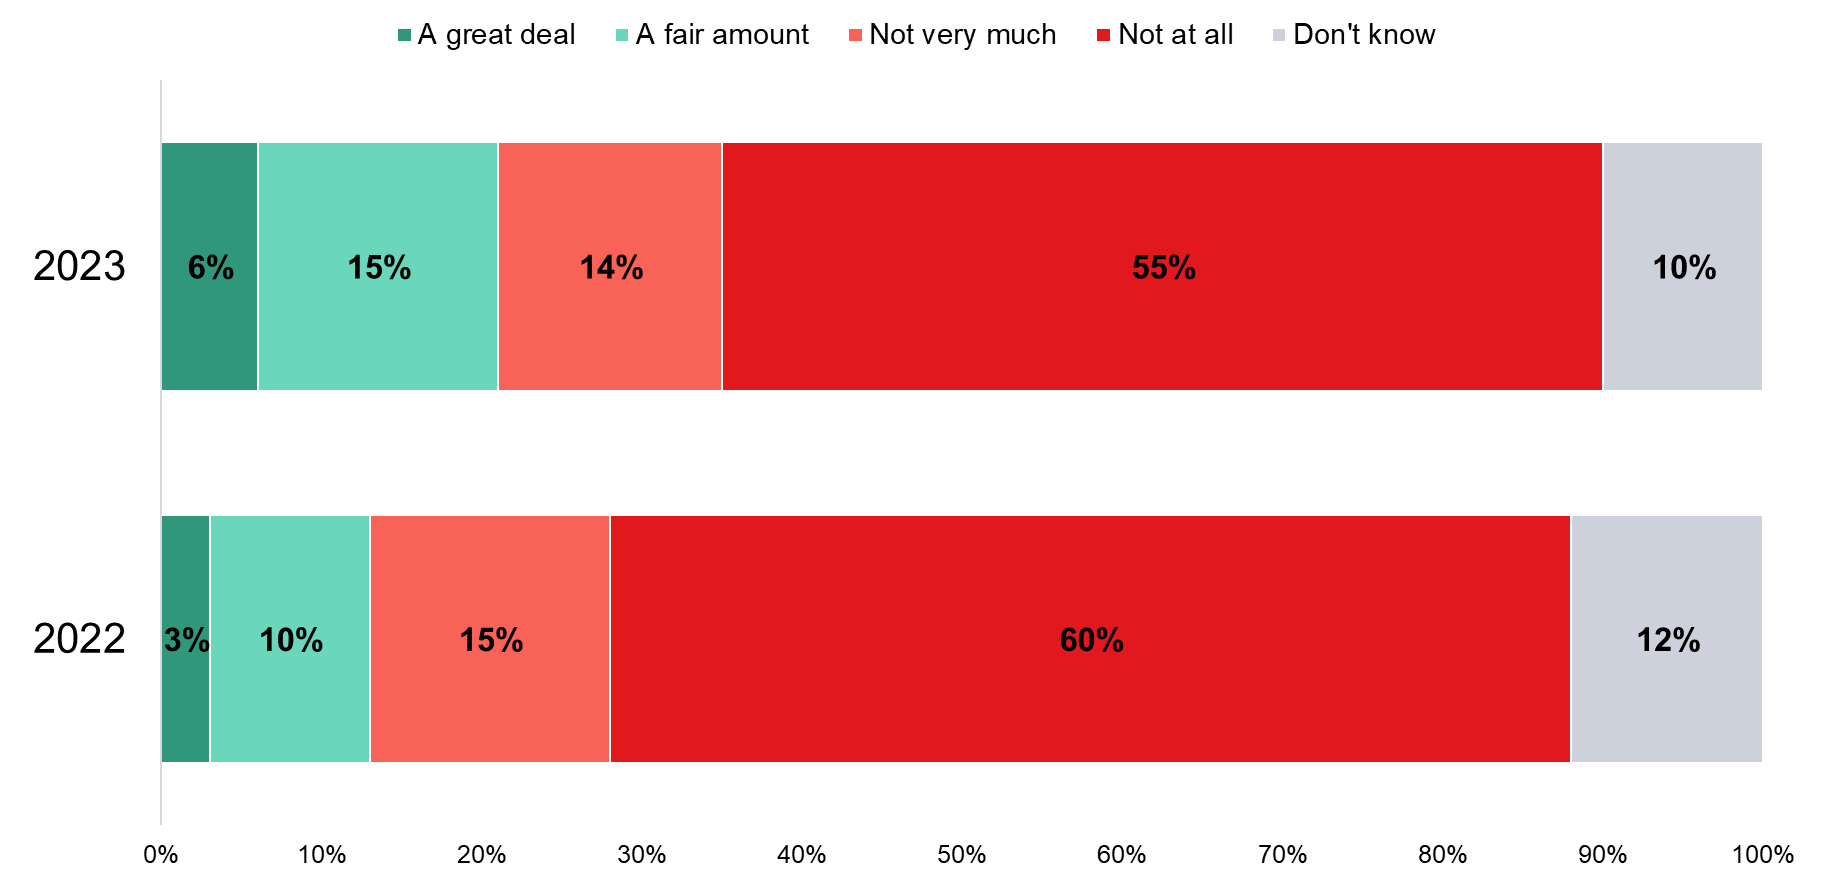 A great deal A fair amount Not very much Not at all Don't know
2023 6% 15% 14% 55% 10%
2022 3% 10% 15% 60% 12%
0% 10% 20% 30% 40% 50% 60% 70% 80% 90% 100%